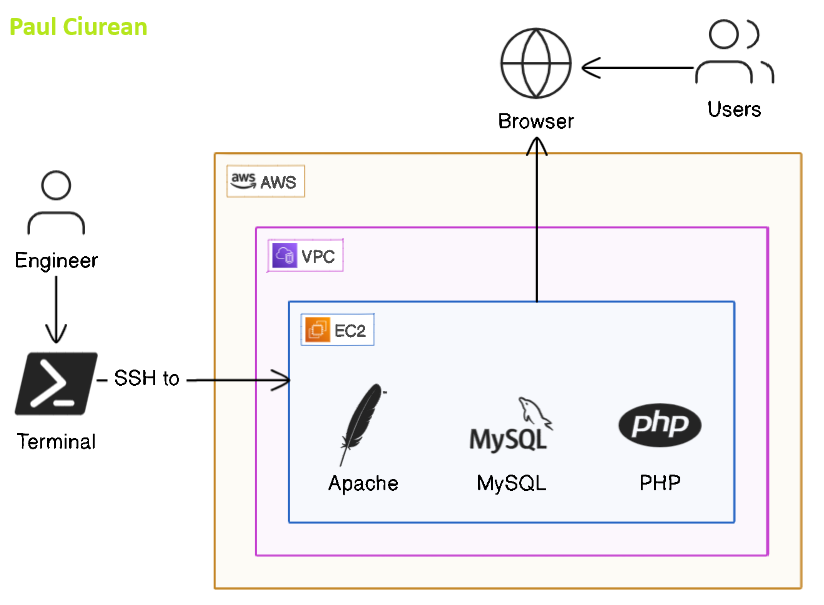 Paul Ciurean
Users
Browser
aws AWS
VPC
Engineer
EC2
SSH to
Terminal
MySQL
php
Apache
MySQL
PHP